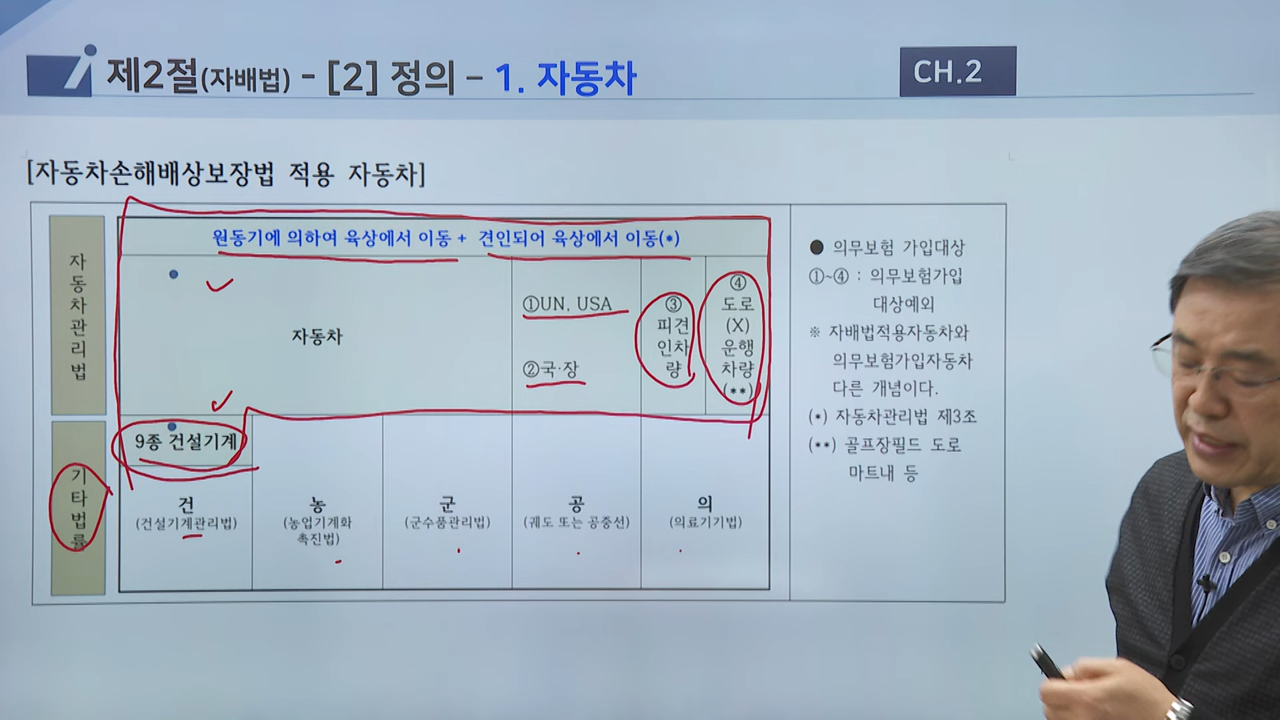 제2절(자배법) - [2] 정의 – 1. 자동차
CH.2
[자동차손해배상보장법 적용 자동차]
자동차관리법
원동기에 의하여 육상에서 이동 + 견인되어 육상에서 이동(*)
자동차
①UN. USA
②국·장
③
피견
인차
량
④
도로
(X)
운행
차량
(**)
기타법률
9종 건설기계
건
(건설기계관리법)
농
(농업기계화
촉진법)
군
(군수품관리법)
공
(궤도 또는 공중선)
의
(의료기기법)
● 의무보험 가입대상
①~④ : 의무보험가입
대상예외
※ 자배법적용자동차와
의무보험가입자동차
다른 개념이다.
(*) 자동차관리법 제3조
(**) 골프장필드 도로
마트내 등